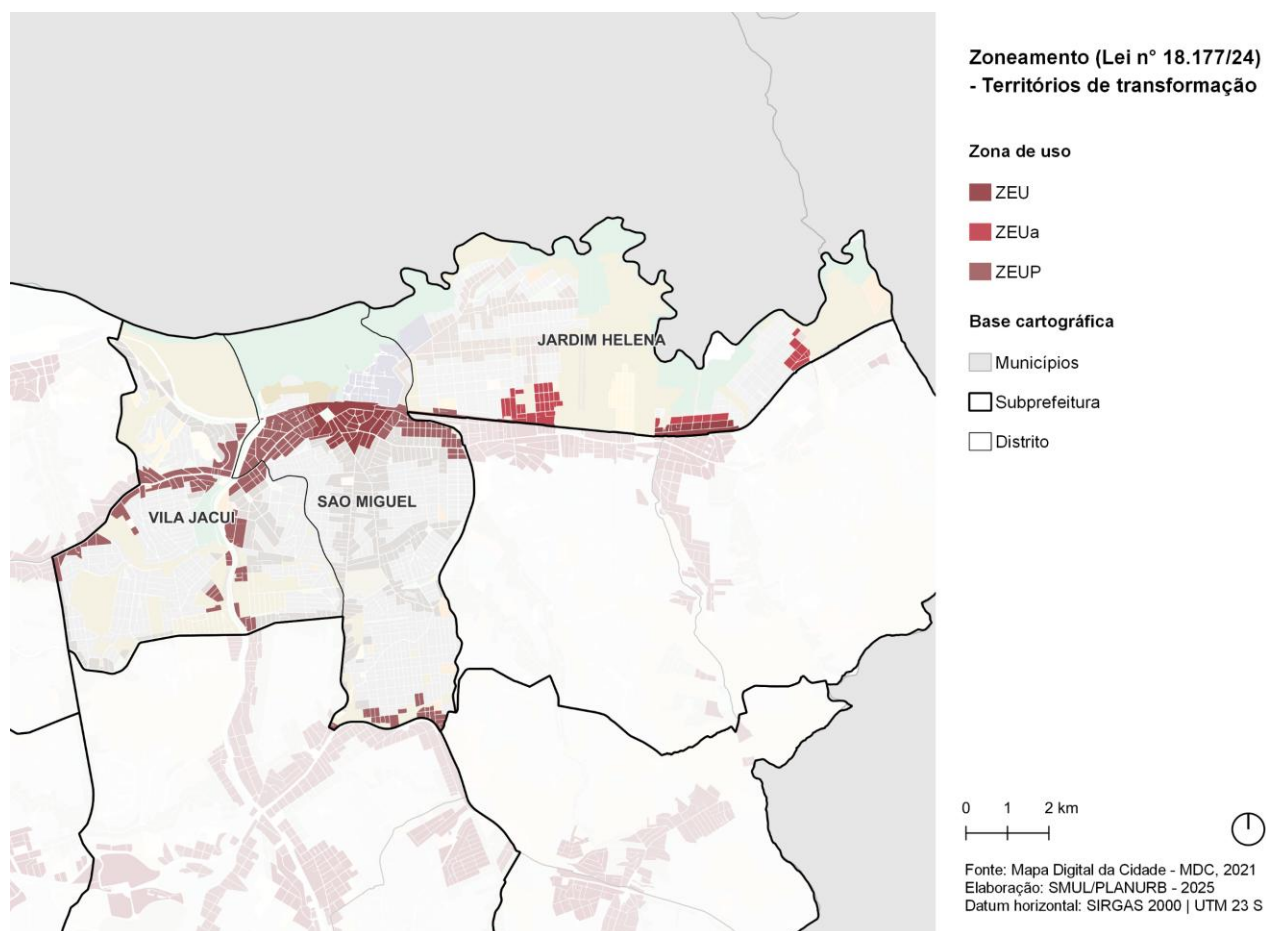 Zoneamento (Lei n° 18.177/24)
- Territórios de transformação
Zona de uso
ZEU
ZEUa
ZEUP
Base cartográfica
Municípios
Subprefeitura
Distrito
JARDIM HELENA
SAO MIGUEL
VILA JACUI
0 1 2 km
Fonte: Mapa Digital da Cidade - MDC, 2021
Elaboração: SMUL/PLANURB - 2025
Datum horizontal: SIRGAS 2000 | UTM 23 S